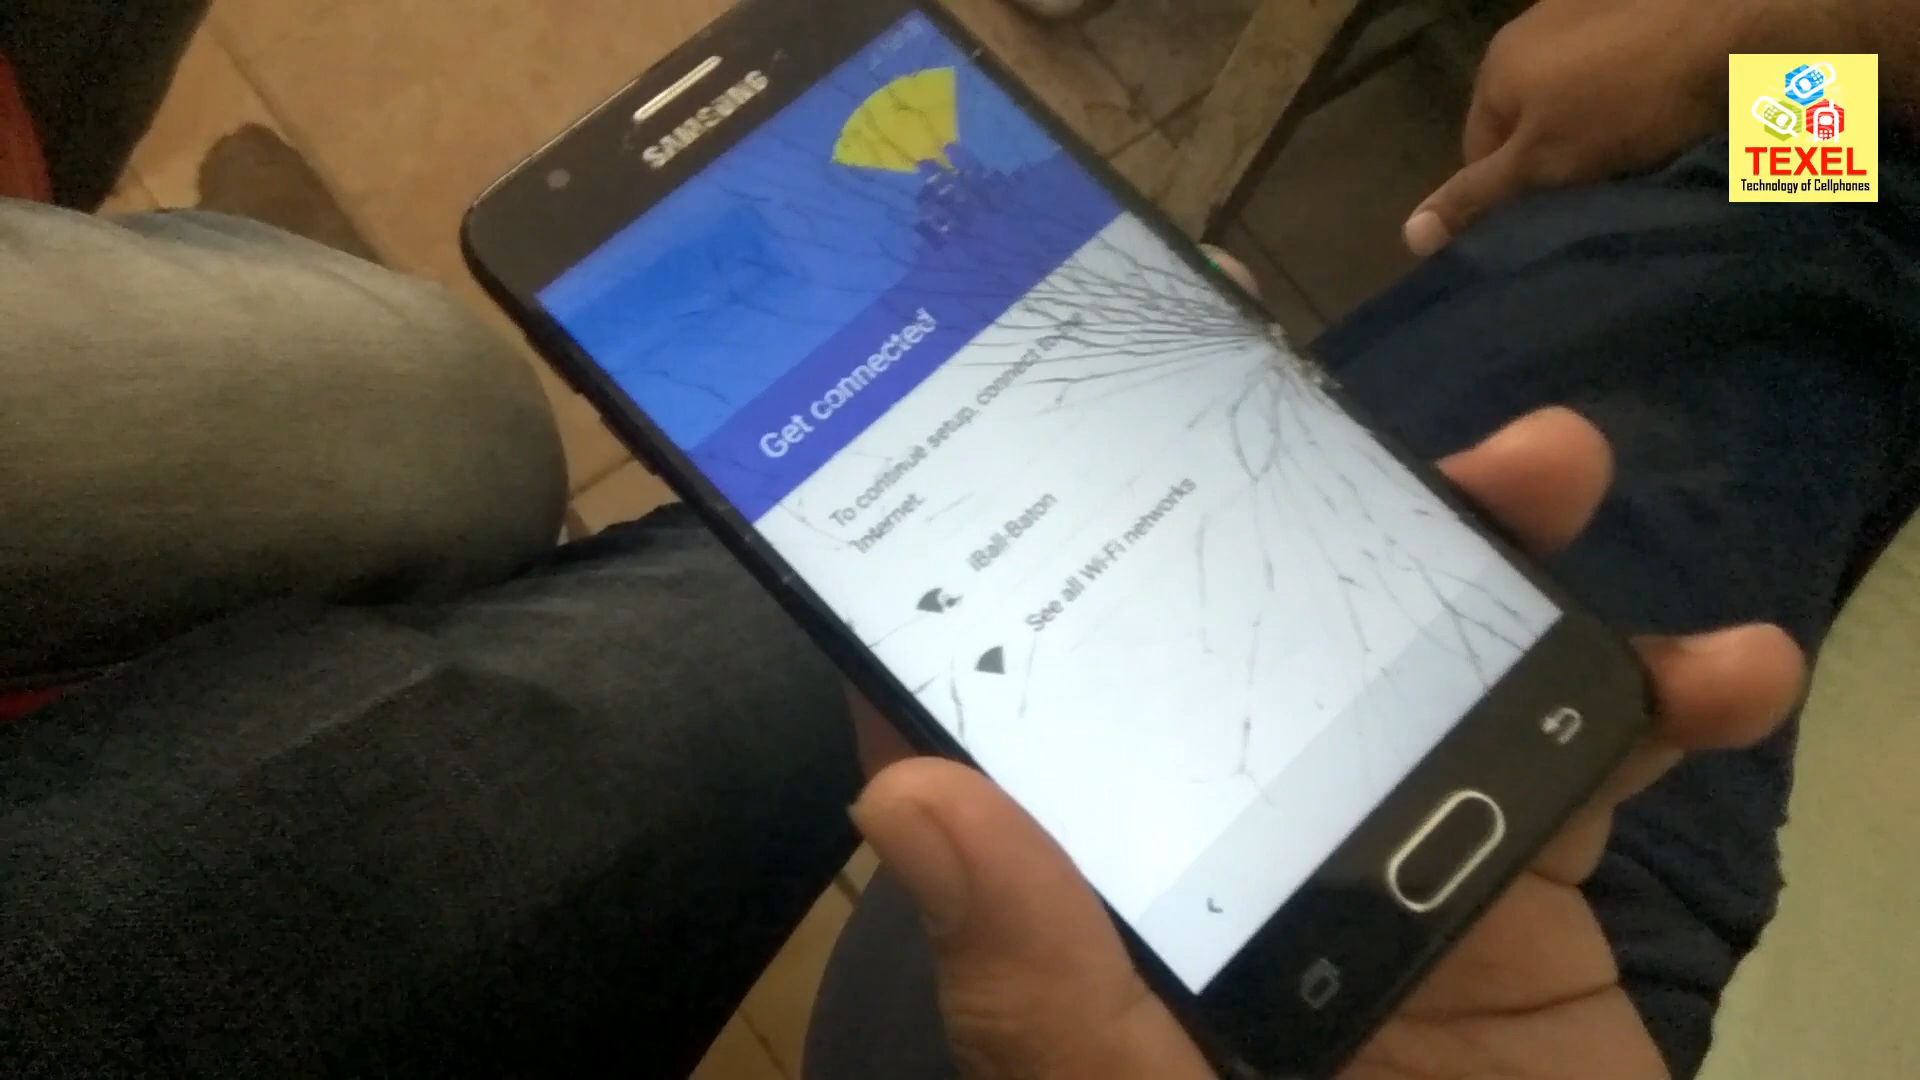 SAMSUNG
Get connected
To continue setup, connect to the
Internet.
iBall-Baton
See all Wi-Fi networks
TEXEL
Technology of Cellphones